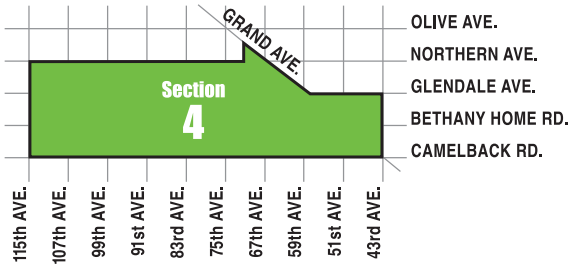 OLIVE AVE.
GRAND AVE.
NORTHERN AVE.
GLENDALE AVE.
Section
4
BETHANY HOME RD.
CAMELBACK RD.
115th AVE.
107th AVE.
99th AVE.
91st AVE.
83rd AVE.
75th AVE.
67th AVE.
59th AVE.
51st AVE.
43rd AVE.